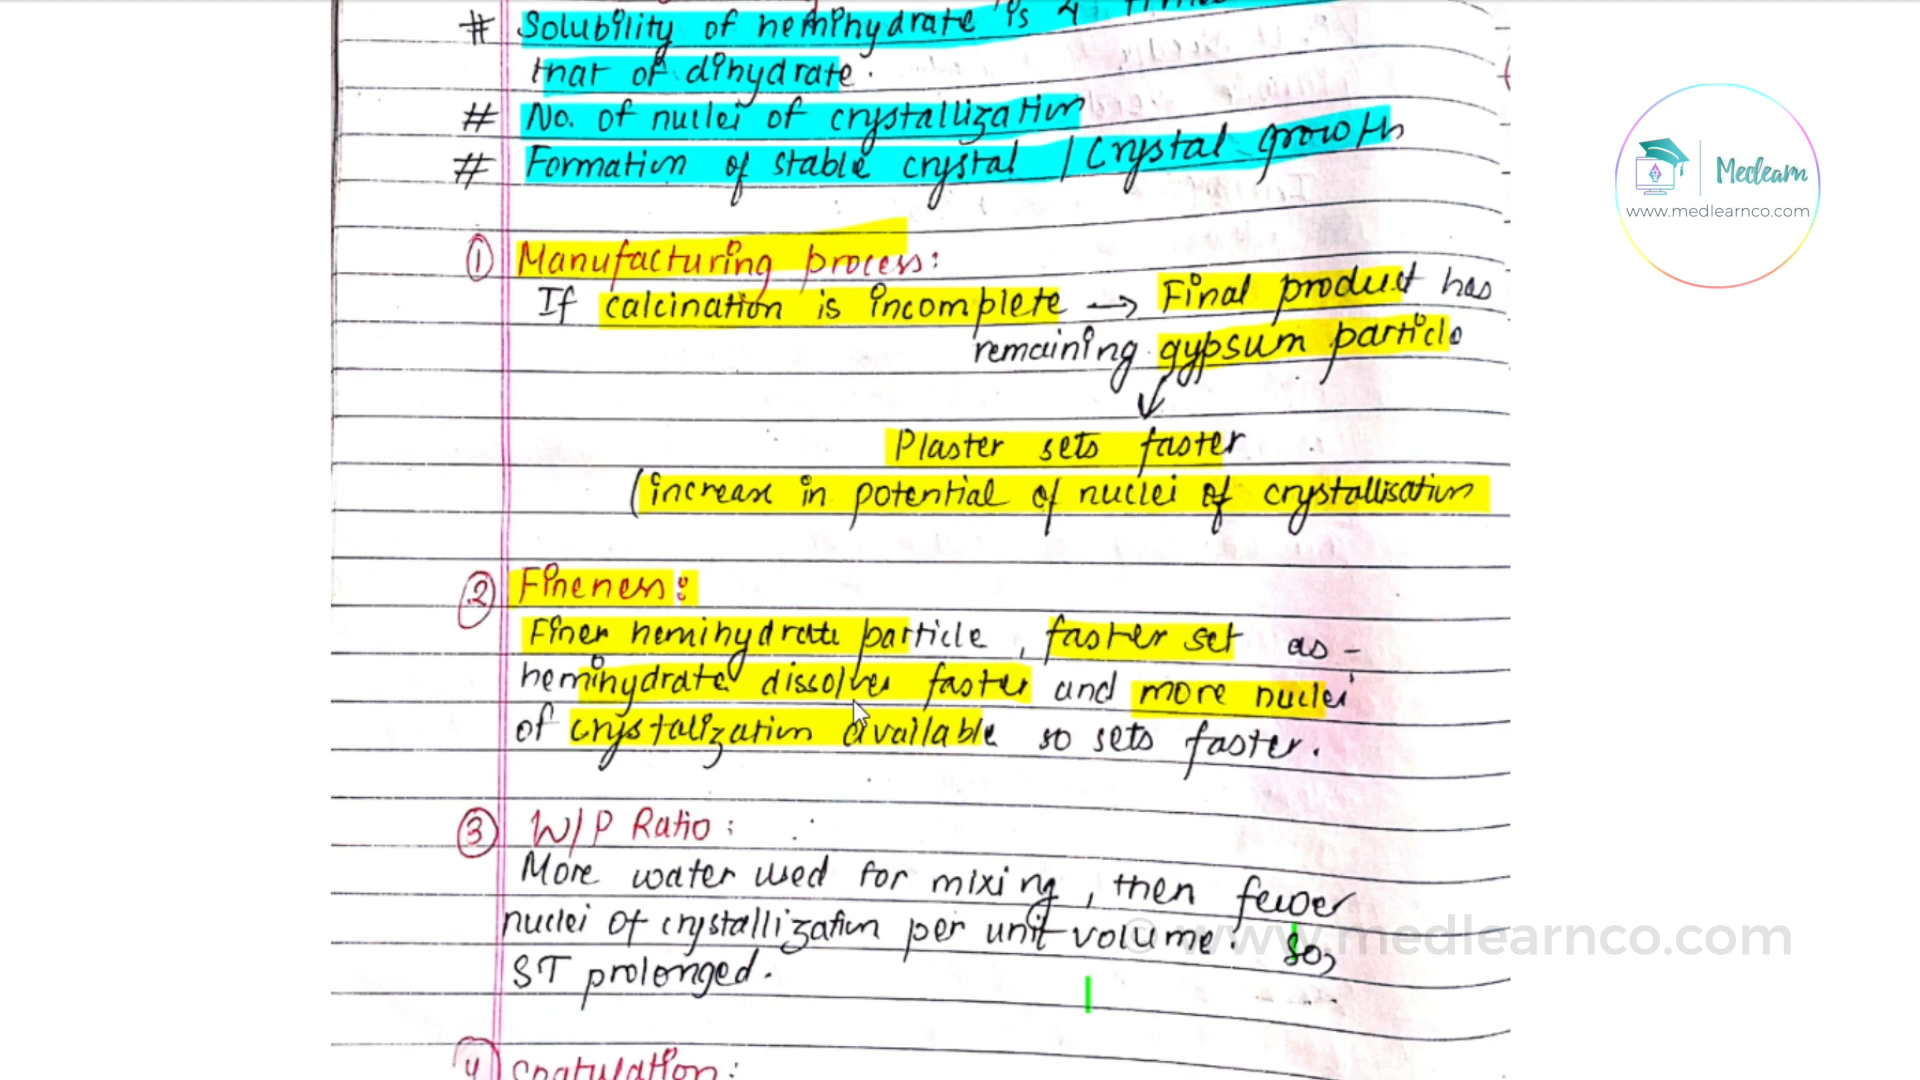 # Solubility of hemihydrate is 4 times
that of dihydrate.
# No. of nuclei of crystallization
# Formation of stable crystal / Crystal growth
① Manufacturing process:
If calcination is incomplete → Final product has
remaining gypsum particle
↓
Plaster sets faster
(increase in potential of nuclei of crystallisation
② Fineness:
Finer hemihydrate particle, faster set as -
hemihydrate dissolves faster and more nuclei
of crystalization available so sets faster.
③ W/P Ratio:
More water used for mixing, then fewer
nuclei of crystallization per unit volume. So,
ST prolonged.
④
Medlearn
www.medlearnco.com
© www.medlearnco.com